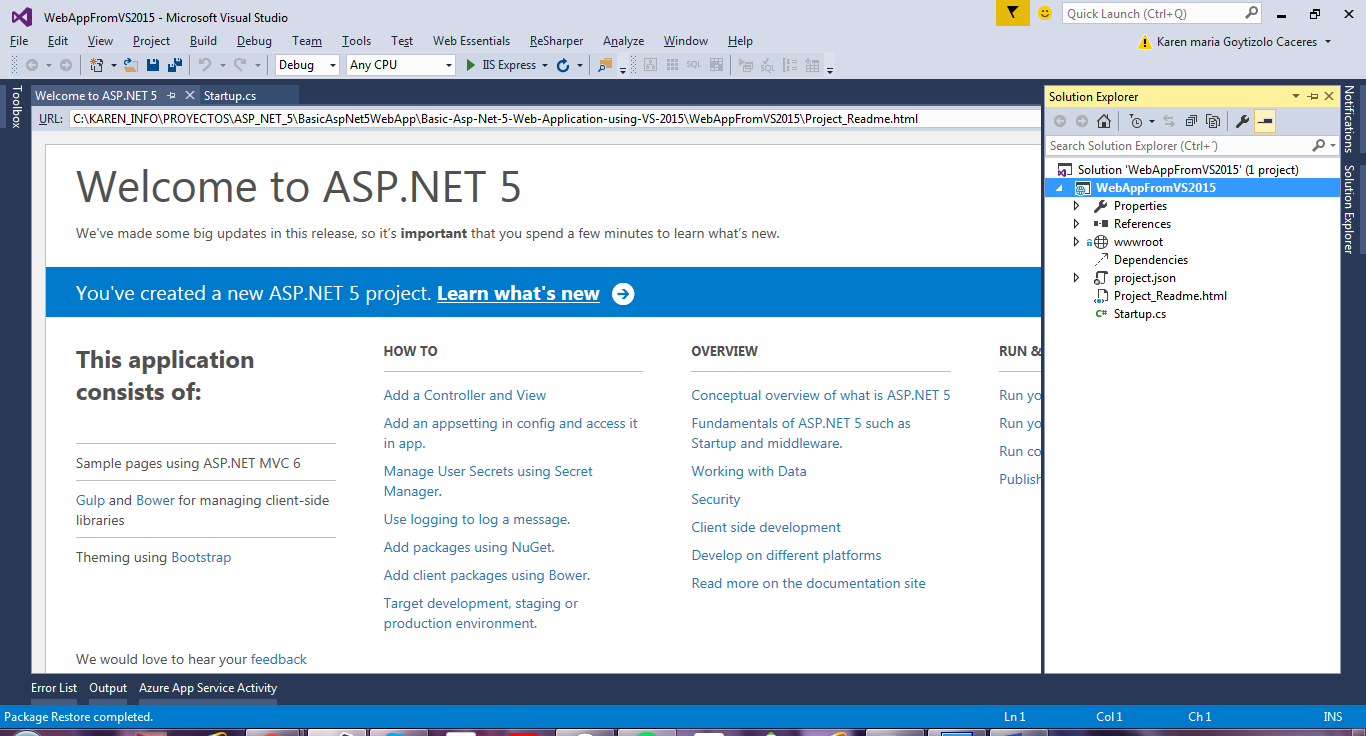 WebAppFromVS2015 - Microsoft Visual Studio
Quick Launch (Ctrl+Q)
File Edit View Project Build Debug Team Tools Test Web Essentials ReSharper Analyze Window Help
Karen maria Goytizolo Caceres
Debug Any CPU IIS Express
SQL SQL
Toolbox
Welcome to ASP.NET 5 Startup.cs
URL: C:\KAREN_INFO\PROYECTOS\ASP_NET_5\BasicAspNet5WebApp\Basic-Asp-Net-5-Web-Application-using-VS-2015\WebAppFromVS2015\Project_Readme.html
Welcome to ASP.NET 5
We've made some big updates in this release, so it's important that you spend a few minutes to learn what's new.
You've created a new ASP.NET 5 project. Learn what's new
This application
consists of:
Sample pages using ASP.NET MVC 6
Gulp and Bower for managing client-side
libraries
Theming using Bootstrap
We would love to hear your feedback
HOW TO
Add a Controller and View
Add an appsetting in config and access it
in app.
Manage User Secrets using Secret
Manager.
Use logging to log a message.
Add packages using NuGet.
Add client packages using Bower.
Target development, staging or
production environment.
OVERVIEW
Conceptual overview of what is ASP.NET 5
Fundamentals of ASP.NET 5 such as
Startup and middleware.
Working with Data
Security
Client side development
Develop on different platforms
Read more on the documentation site
RUN &
Run yo
Run yo
Run co
Publish
Solution Explorer
Search Solution Explorer (Ctrl+´)
Solution 'WebAppFromVS2015' (1 project)
WebAppFromVS2015
Properties
References
wwwroot
Dependencies
project.json
Project_Readme.html
C# Startup.cs
Notifications
Solution Explorer
Error List Output Azure App Service Activity
Package Restore completed.
Ln 1 Col 1 Ch 1 INS